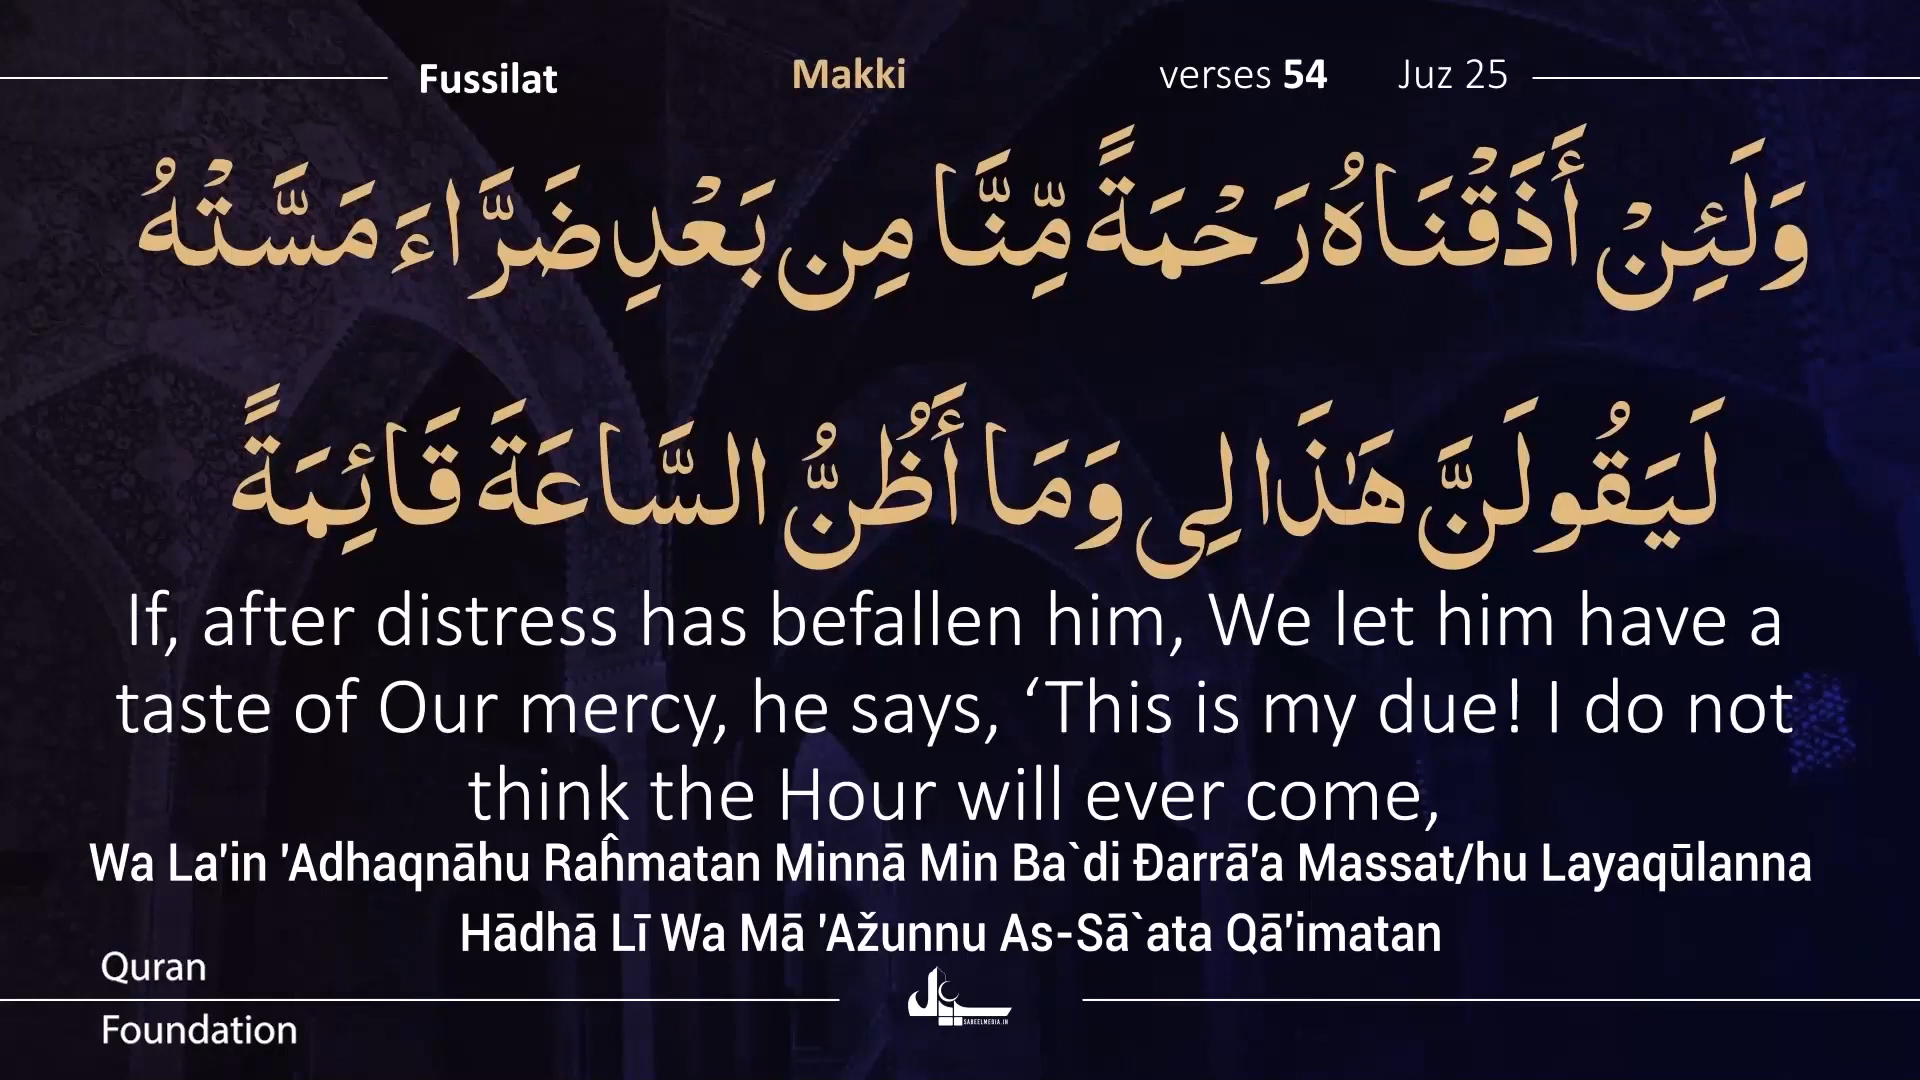 Fussilat Makki verses 54 Juz 25
وَلَئِنْ أَذَقْنَاهُ رَحْمَةً مِّنَّا مِن بَعْدِ ضَرَّاءَ مَسَّتْهُ
لَيَقُولَنَّ هَٰذَا لِي وَمَا أَظُنُّ السَّاعَةَ قَائِمَةً
If, after distress has befallen him, We let him have a
taste of Our mercy, he says, ‘This is my due! I do not
think the Hour will ever come,
Wa La'in 'Adhaqnāhu Raĥmatan Minnā Min Ba`di Đarrā'a Massat/hu Layaqūlanna
Hādhā Lī Wa Mā 'Ažunnu As-Sā`ata Qā'imatan
Quran
Foundation
SABEELMEDIA.IN